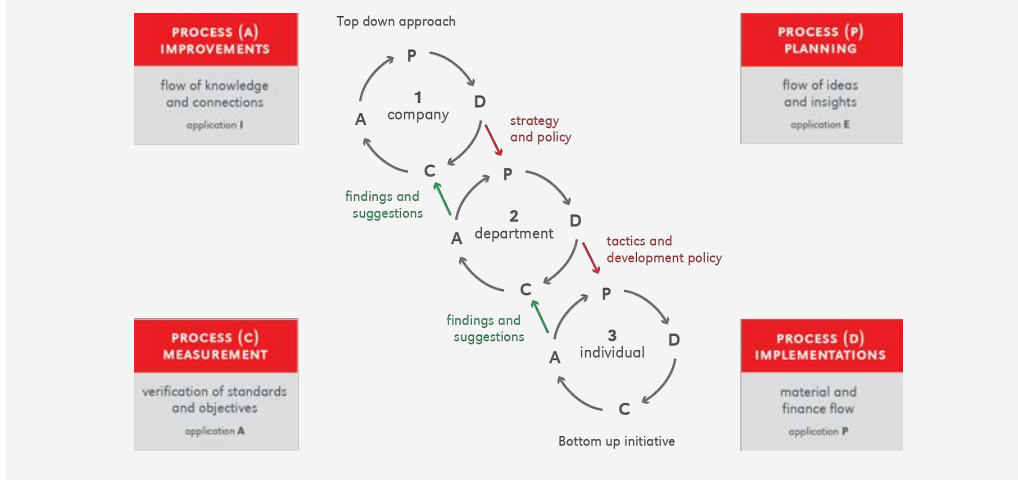 Top down approach
PROCESS (A)
IMPROVEMENTS
flow of knowledge
and connections
application I
PROCESS (P)
PLANNING
flow of ideas
and insights
application E
P
D
C
A
1
company
strategy
and policy
findings and
suggestions
P
D
C
A
2
department
tactics and
development policy
findings and
suggestions
P
D
C
A
3
individual
PROCESS (C)
MEASUREMENT
verification of standards
and objectives
application A
PROCESS (D)
IMPLEMENTATIONS
material and
finance flow
application P
Bottom up initiative